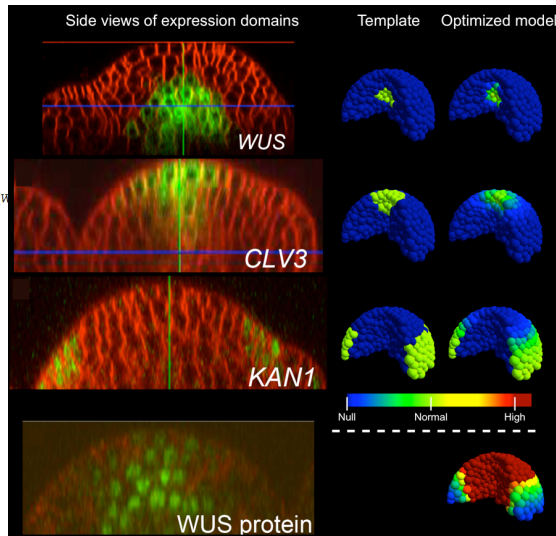 Side views of expression domains
Template
Optimized model
WUS
W
CLV3
KAN1
Null
Normal
High
WUS protein